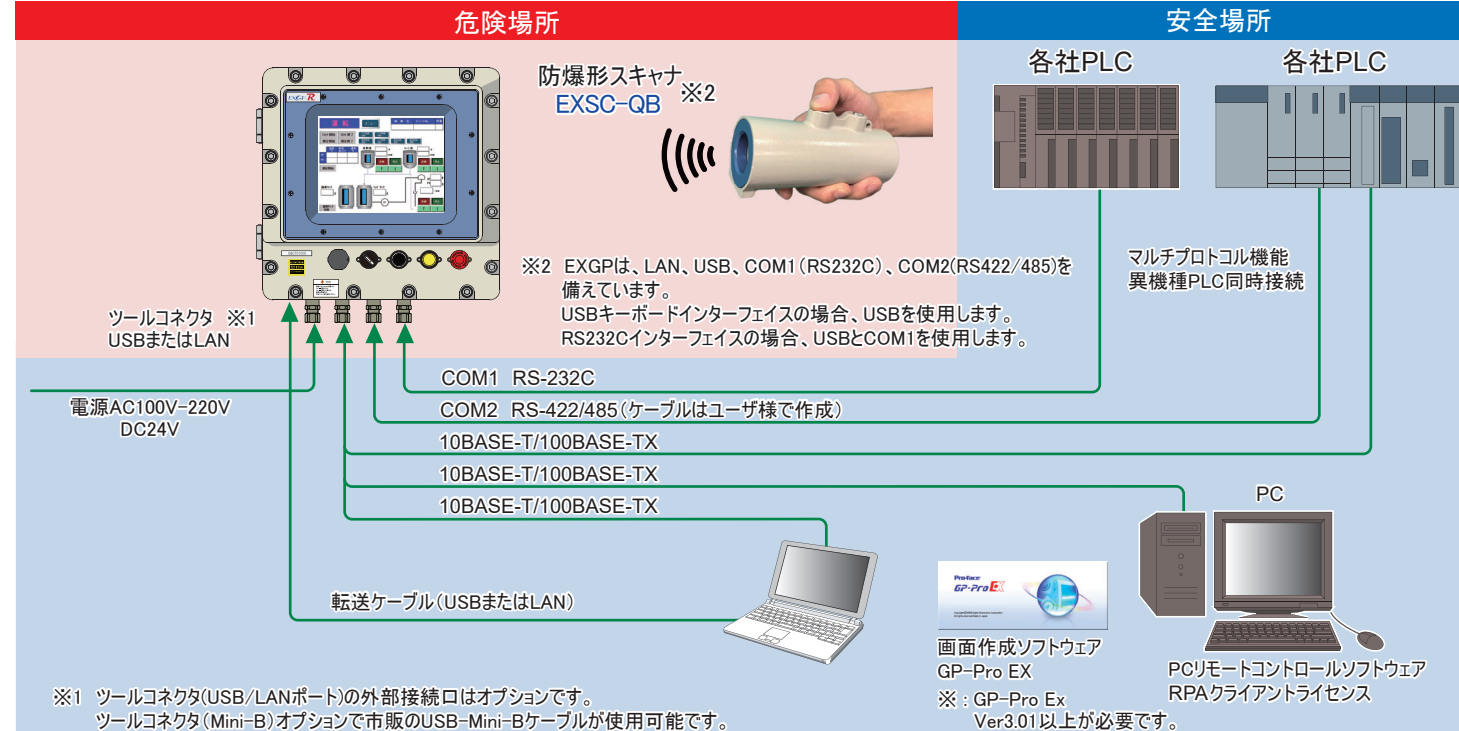 危険場所
安全場所
防爆形スキャナ ※2
EXSC-QB
各社PLC
各社PLC
EXGP-R
※2 EXGPは、LAN、USB、COM1(RS232C)、COM2(RS422/485)を
備えています。
USBキーボードインターフェイスの場合、USBを使用します。
RS232Cインターフェイスの場合、USBとCOM1を使用します。
マルチプロトコル機能
異機種PLC同時接続
ツールコネクタ ※1
USBまたはLAN
電源AC100V-220V
DC24V
COM1 RS-232C
COM2 RS-422/485(ケーブルはユーザ様で作成)
10BASE-T/100BASE-TX
10BASE-T/100BASE-TX
10BASE-T/100BASE-TX
PC
転送ケーブル(USBまたはLAN)
Pro-face
GP-Pro EX
画面作成ソフトウェア
GP-Pro EX
※:GP-Pro Ex
Ver3.01以上が必要です。
PCリモートコントロールソフトウェア
RPAクライアントライセンス
※1 ツールコネクタ(USB/LANポート)の外部接続口はオプションです。
ツールコネクタ(Mini-B)オプションで市販のUSB-Mini-Bケーブルが使用可能です。